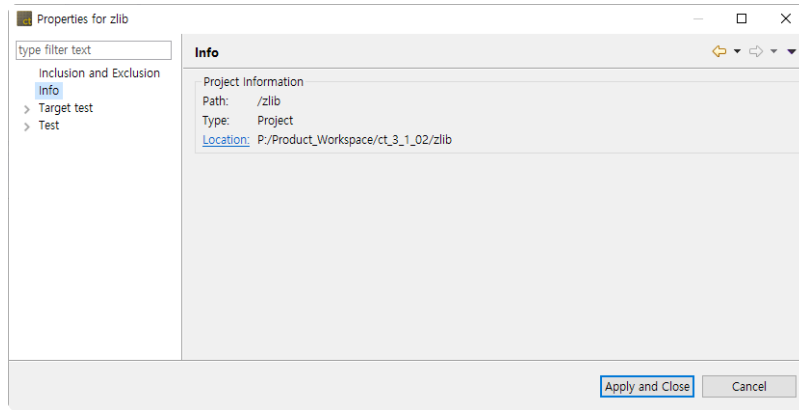 ct Properties for zlib
type filter text
Inclusion and Exclusion
Info
Target test
Test
Info
Project Information
Path: /zlib
Type: Project
Location: P:/Product_Workspace/ct_3_1_02/zlib
Apply and Close
Cancel